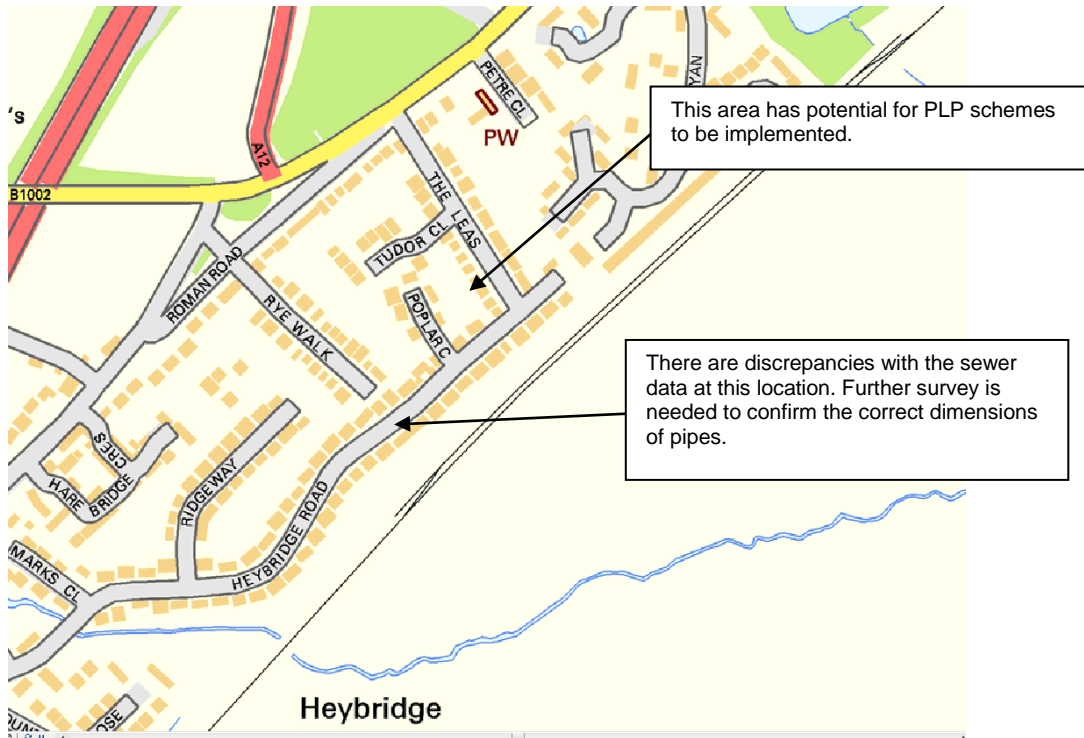 's
B1002
A12
PETRE CL
PW
YAN
This area has potential for PLP schemes
to be implemented.
THE LEAS
TUDOR CL
POPLAR C
ROMAN ROAD
RYE WALK
There are discrepancies with the sewer
data at this location. Further survey is
needed to confirm the correct dimensions
of pipes.
HARE
BRIDGE
CRES
RIDGEWAY
HEYBRIDGE ROAD
MARKS CL
Heybridge
OSE